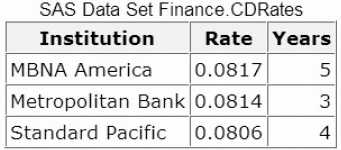 SAS Data Set Finance.CDRates
Institution Rate Years
MBNA America 0.0817 5
Metropolitan Bank 0.0814 3
Standard Pacific 0.0806 4